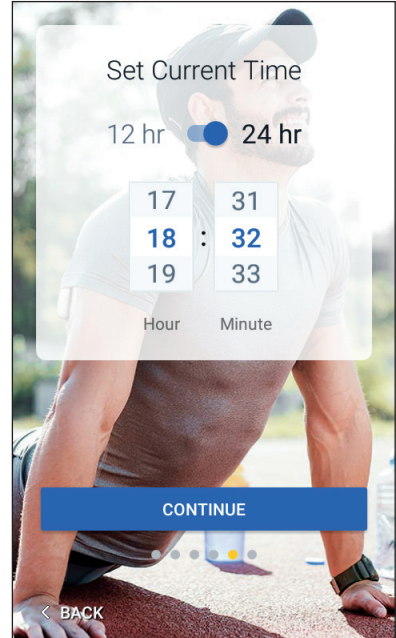 Set Current Time
12 hr 24 hr
17 31
18 : 32
19 33
Hour Minute
CONTINUE
< BACK